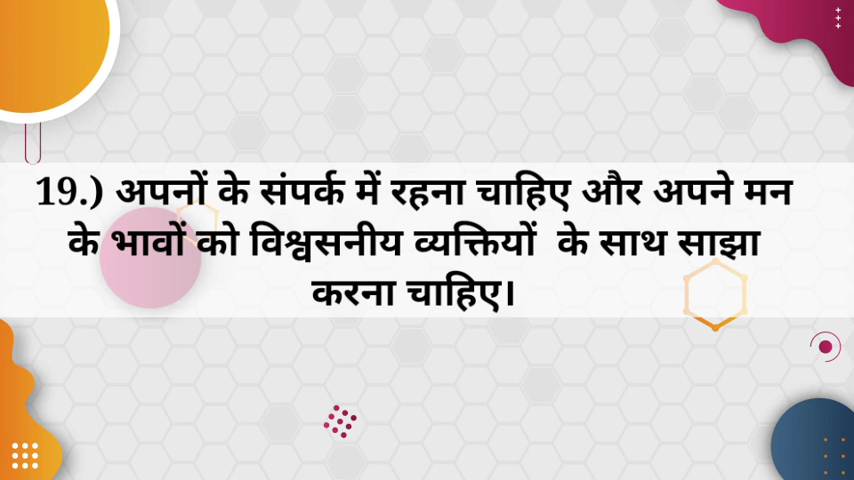 19.) अपनों के संपर्क में रहना चाहिए और अपने मन
के भावों को विश्वसनीय व्यक्तियों के साथ साझा
करना चाहिए।